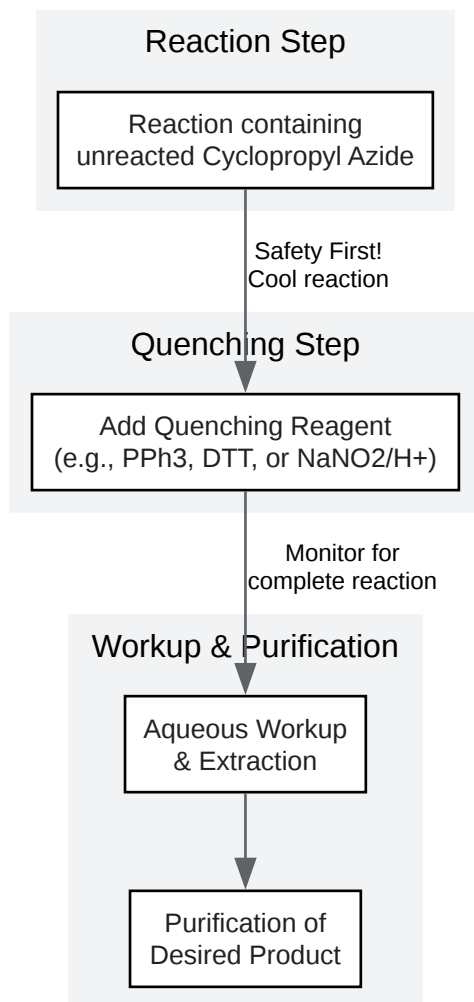 Reaction Step
Reaction containing
unreacted Cyclopropyl Azide
Safety First!
Cool reaction
Quenching Step
Add Quenching Reagent
(e.g., PPh3, DTT, or NaNO2/H+)
Monitor for
complete reaction
Workup & Purification
Aqueous Workup
& Extraction
Purification of
Desired Product